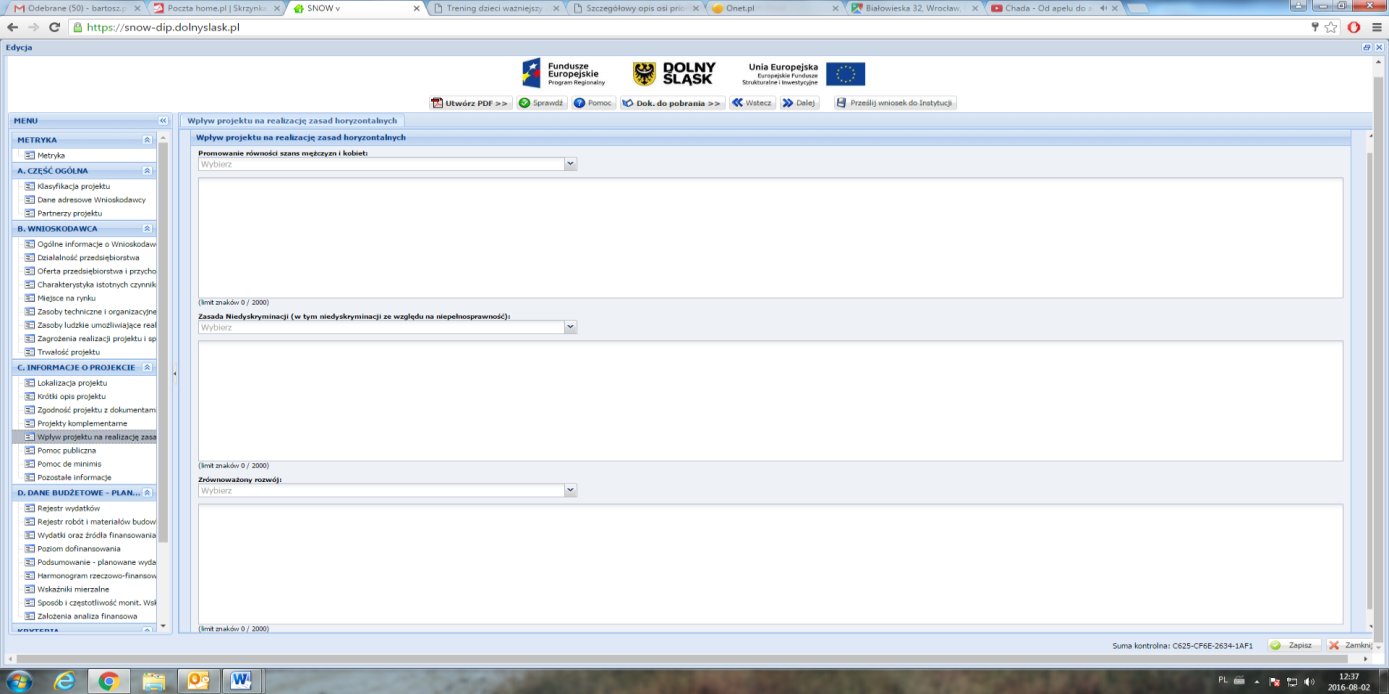 Odebrane (50) - bartosz.p
Poczta home.pl | Skrzynka
SNOW v
Trening dzieci ważniejszy
Szczegółowy opis osi prio
Onet.pl
Białowieska 32, Wrocław,
Chada - Od apelu do a
https://snow-dip.dolnyslask.pl
Edycja
Fundusze
Europejskie
Program Regionalny
DOLNY
ŚLĄSK
Unia Europejska
Europejskie Fundusze
Strukturalne i Inwestycyjne
Utwórz PDF >> Sprawdź Pomoc Dok. do pobrania >> Wstecz Dalej Prześlij wniosek do Instytucji
MENU
METRYKA
Metryka
A. CZĘŚĆ OGÓLNA
Klasyfikacja projektu
Dane adresowe Wnioskodawcy
Partnerzy projektu
B. WNIOSKODAWCA
Ogólne informacje o Wnioskodaw
Działalność przedsiębiorstwa
Oferta przedsiębiorstwa i przycho
Charakterystyka istotnych czynnik
Miejsce na rynku
Zasoby techniczne i organizacyjne
Zasoby ludzkie umożliwiające real
Zagrożenia realizacji projektu i sp
Trwałość projektu
C. INFORMACJE O PROJEKCIE
Lokalizacja projektu
Krótki opis projektu
Zgodność projektu z dokumentam
Projekty komplementarne
Wpływ projektu na realizację zasa
Pomoc publiczna
Pomoc de minimis
Pozostałe informacje
D. DANE BUDŻETOWE - PLAN...
Rejestr wydatków
Rejestr robót i materiałów budow
Wydatki oraz źródła finansowania
Poziom dofinansowania
Podsumowanie - planowane wyda
Harmonogram rzeczowo-finansow
Wskaźniki mierzalne
Sposób i częstotliwość monit. Wsk
Założenia analiza finansowa
KRYTERIA
Wpływ projektu na realizację zasad horyzontalnych
Wpływ projektu na realizację zasad horyzontalnych
Promowanie równości szans mężczyzn i kobiet:
Wybierz
(limit znaków 0 / 2000)
Zasada Niedyskryminacji (w tym niedyskryminacji ze względu na niepełnosprawność):
Wybierz
(limit znaków 0 / 2000)
Zrównoważony rozwój:
Wybierz
(limit znaków 0 / 2000)
Suma kontrolna: C625-CF6E-2634-1AF1 Zapisz Zamknij
PL
12:37
2016-08-02